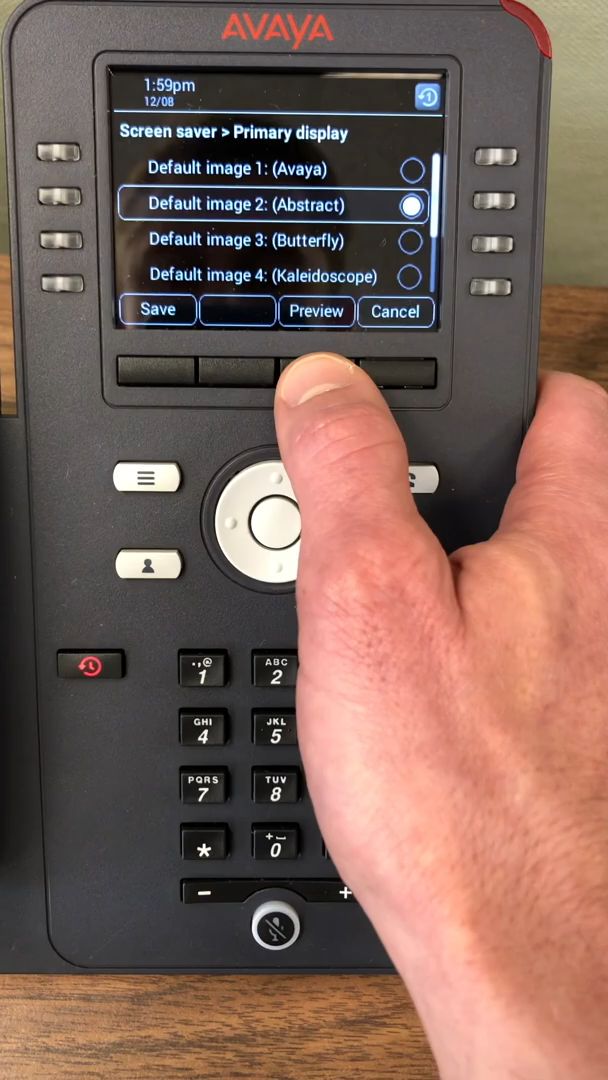 AVAYA
1:59pm
12/08
1
Screen saver > Primary display
Default image 1: (Avaya)
Default image 2: (Abstract)
Default image 3: (Butterfly)
Default image 4: (Kaleidoscope)
Save Preview Cancel
.,@ ABC
1 2
GHI JKL
4 5
PQRS TUV
7 8
+
* 0
- +